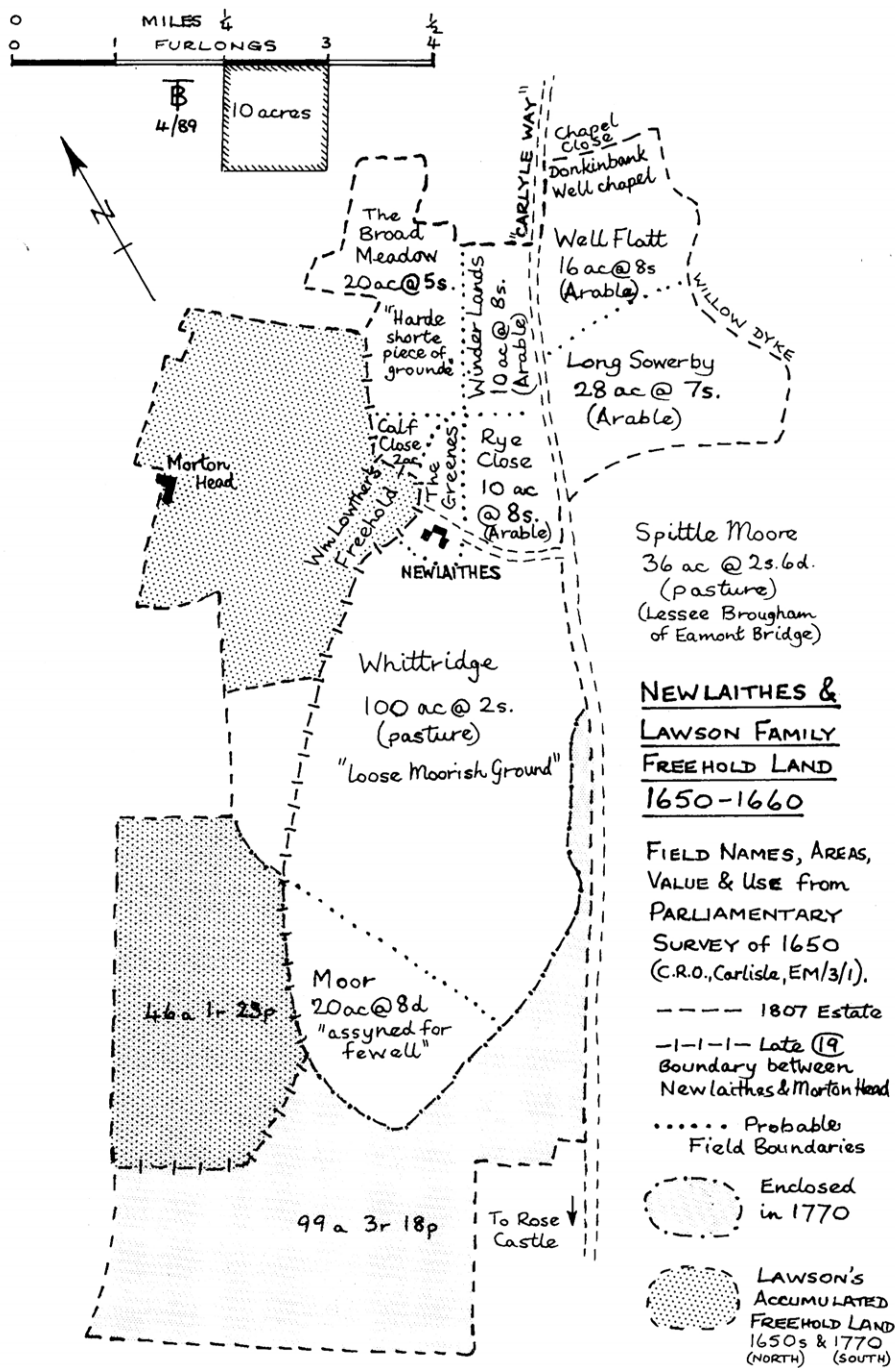 0 MILES ¼ ½
0 1 FURLONGS 3 4
B
4/89
10 acres
N
"CARLYLE WAY"
Chapel
Close
Donkinbank
Well chapel
The
Broad
Meadow
20 ac @ 5s.
Well Flatt
16 ac @ 8s
(Arable)
WILLOW DYKE
"Harde
shorte
piece of
grounde"
Winder Lands
10 ac @ 8s.
(Arable)
Long Sowerby
28 ac @ 7s.
(Arable)
Calf
Close
2ac
Morton
Head
Wm Lowther's
Freehold
The
Greenes
Rye
Close
10 ac
@ 8s.
(Arable)
NEWLAITHES
Spittle Moore
36 ac @ 2s.6d.
(pasture)
(Lessee Brougham
of Eamont Bridge)
Whittridge
100 ac @ 2s.
(pasture)
"loose Moorish Ground"
NEWLAITHES &
LAWSON FAMILY
FREEHOLD LAND
1650-1660
FIELD NAMES, AREAS,
VALUE & USE from
PARLIAMENTARY
SURVEY of 1650
(C.R.O., Carlisle, EM/3/1).
1807 Estate
Late 19
Boundary between
Newlaithes & Morton Head
Probable
Field Boundaries
Enclosed
in 1770
LAWSON'S
ACCUMULATED
FREEHOLD LAND
1650s & 1770
(NORTH) (SOUTH)
Moor
20ac @ 8d
"assyned for
fewell"
46a 1r 23p
99a 3r 18p
To Rose
Castle